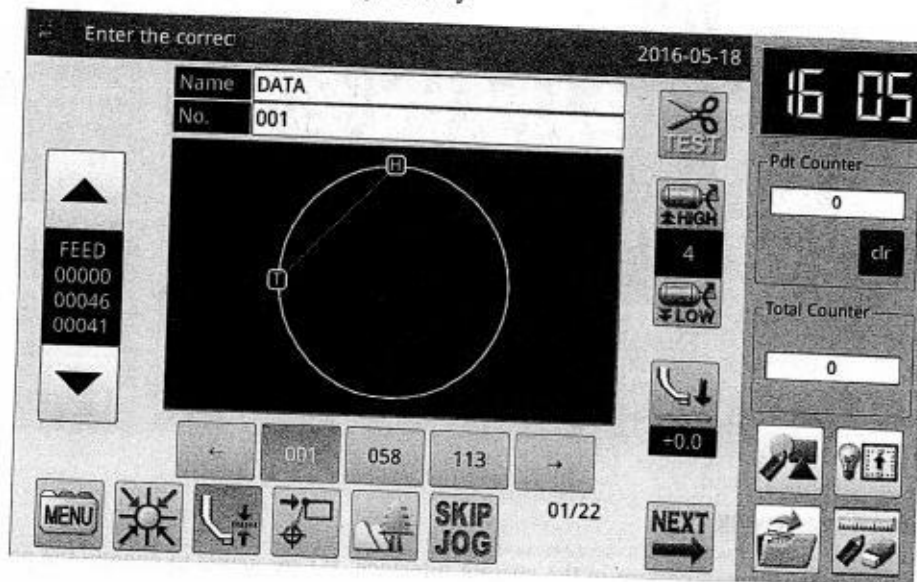 Enter the correc
2016-05-18
Name DATA
No. 001
TEST
HIGH
4
LOW
+0.0
H
T
FEED
00000
00046
00041
← 001 058 113 →
01/22
MENU
SKIP
JOG
NEXT
16 05
Pdt Counter
0
clr
Total Counter
0